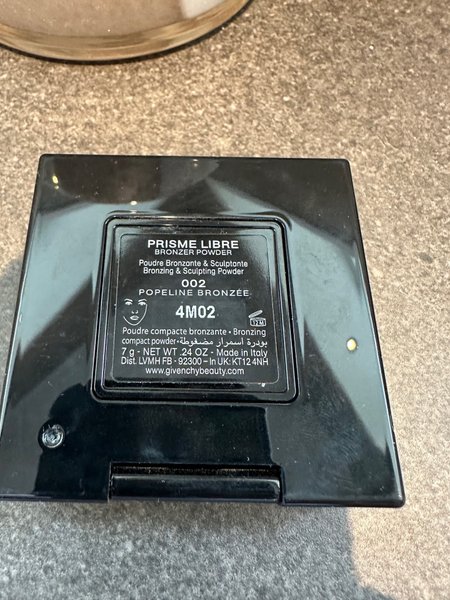 PRISME LIBRE
BRONZER POWDER
Poudre Bronzante & Sculptante
Bronzing & Sculpting Powder
002
POPELINE BRONZÉE
4M02
12M
Poudre compacte bronzante - Bronzing
compact powder - بودرة اسمرار مضغوطة
7 g - NET WT .24 OZ - Made in Italy
Dist. LVMH FB - 92300 - In UK: KT12 4NH
www.givenchybeauty.com